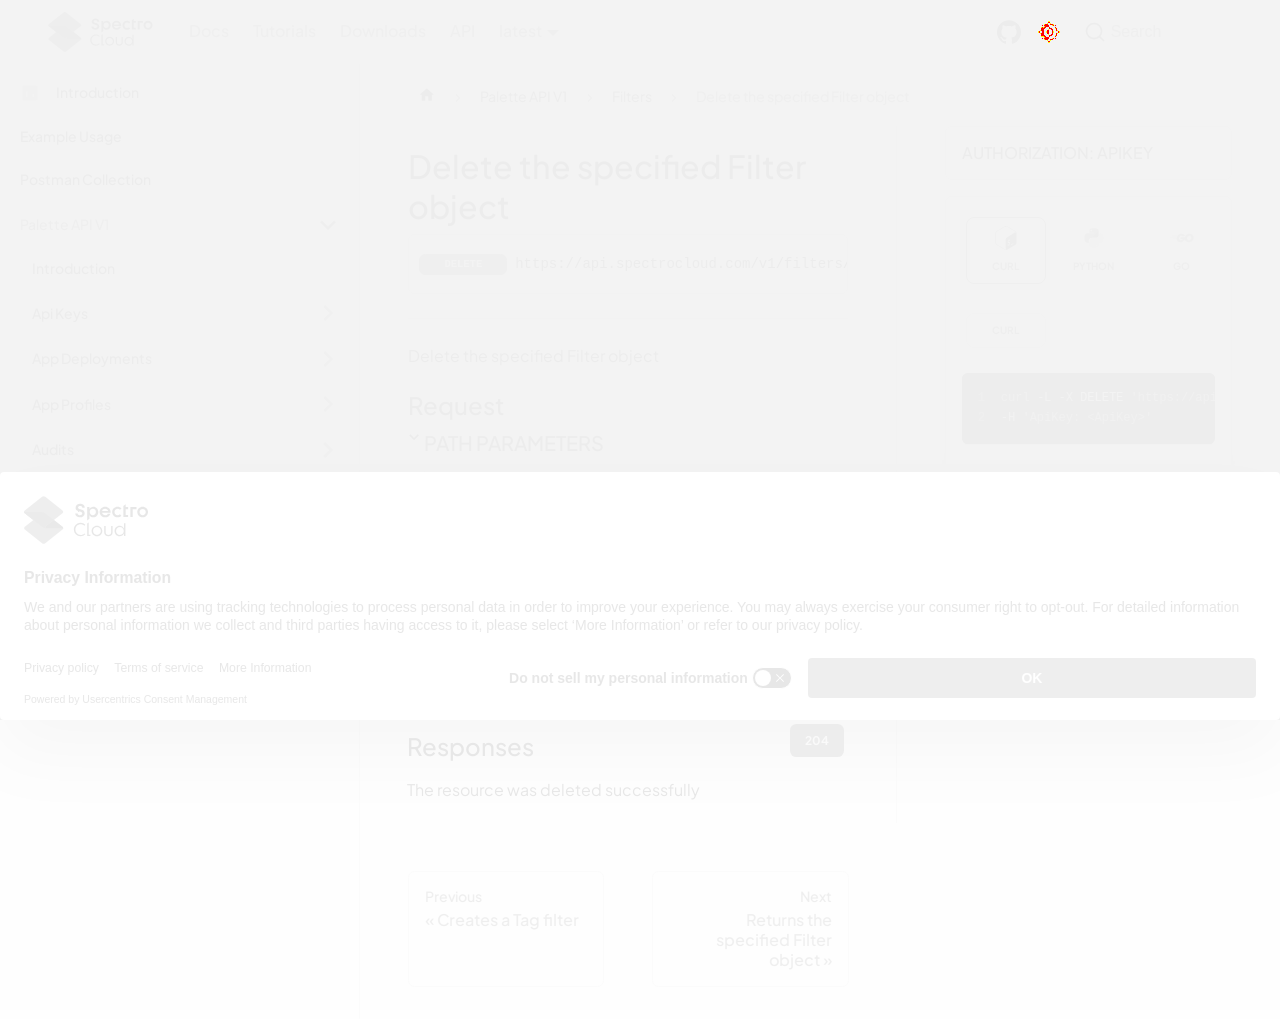 Spectro Cloud
Docs Tutorials Downloads API latest Search
Introduction
Example Usage
Postman Collection
Palette API V1
Introduction
Api Keys
App Deployments
App Profiles
Audits
Palette API V1 Filters Delete the specified Filter object
Delete the specified Filter
object
https://api.spectrocloud.com/v1/filters/
Delete the specified Filter object
Request
PATH PARAMETERS
AUTHORIZATION: APIKEY
CURL PYTHON GO
CURL
DELETE
Spectro Cloud
Privacy Information
We and our partners are using tracking technologies to process personal data in order to improve your experience. You may always exercise your consumer right to opt-out. For detailed information
about personal information we collect and third parties having access to it, please select 'More Information' or refer to our privacy policy.
Privacy policy Terms of service More Information
Do not sell my personal information
OK
Powered by Usercentrics Consent Management
Responses
204
The resource was deleted successfully
Previous
« Creates a Tag filter
Next
Returns the
specified Filter
object »